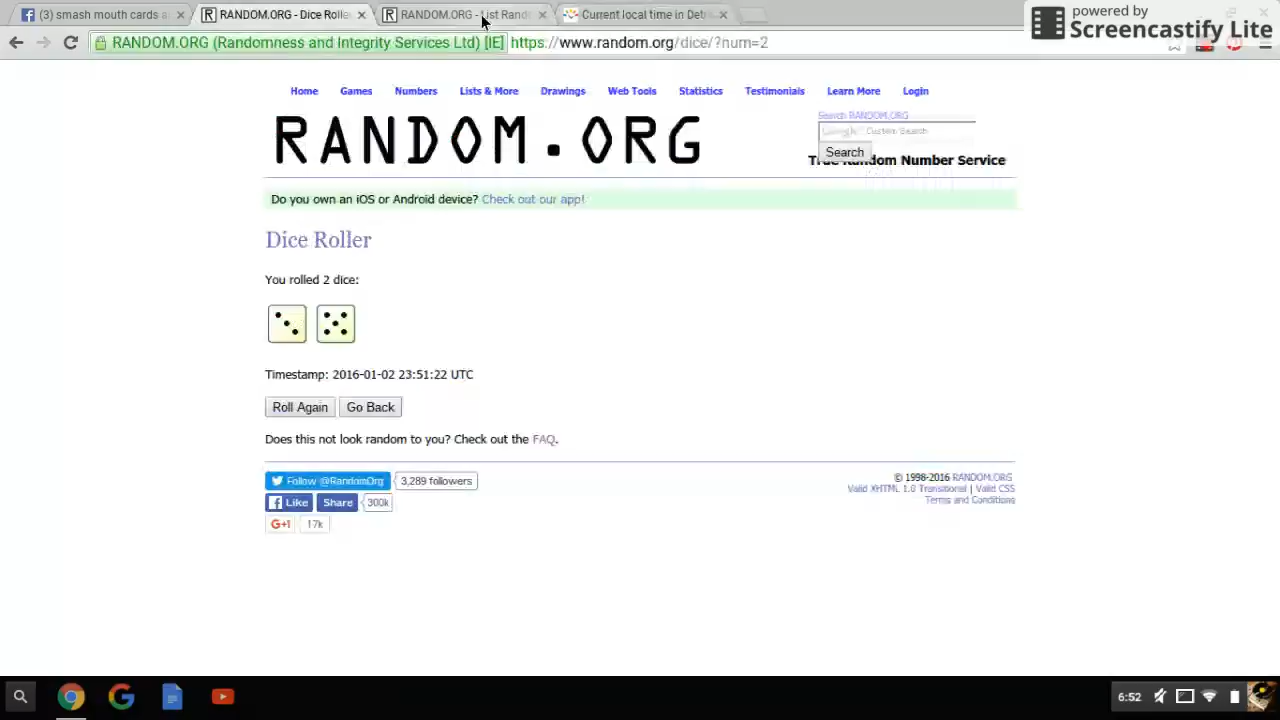 (3) smash mouth cards a
RANDOM.ORG - Dice Rolle
RANDOM.ORG - List Rand
Current local time in Det
powered by
Screencastify Lite
RANDOM.ORG (Randomness and Integrity Services Ltd) [IE] https://www.random.org/dice/?num=2
Home Games Numbers Lists & More Drawings Web Tools Statistics Testimonials Learn More Login
RANDOM.ORG
Search RANDOM.ORG
Google Custom Search
Search
True Random Number Service
Do you own an iOS or Android device? Check out our app!
Dice Roller
You rolled 2 dice:
Timestamp: 2016-01-02 23:51:22 UTC
Roll Again Go Back
Does this not look random to you? Check out the FAQ.
Follow @RandomOrg 3,289 followers
Like Share 300k
G+1 17k
© 1998-2016 RANDOM.ORG
Valid XHTML 1.0 Transitional | Valid CSS
Terms and Conditions
6:52